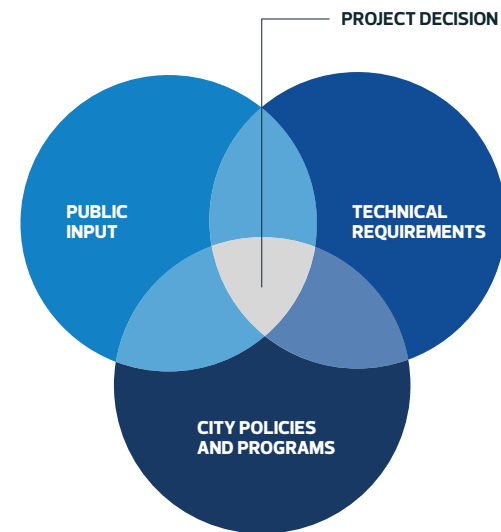 PROJECT DECISION
PUBLIC
INPUT
TECHNICAL
REQUIREMENTS
CITY POLICIES
AND PROGRAMS